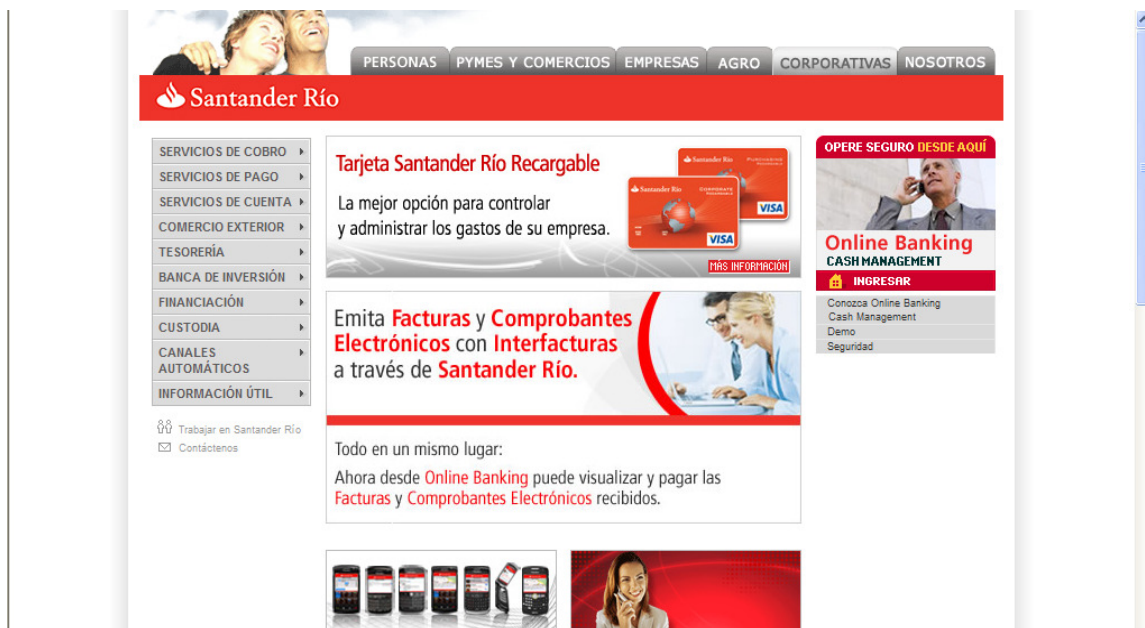 PERSONAS PYMES Y COMERCIOS EMPRESAS AGRO CORPORATIVAS NOSOTROS
Santander Río
SERVICIOS DE COBRO
SERVICIOS DE PAGO
SERVICIOS DE CUENTA
COMERCIO EXTERIOR
TESORERÍA
BANCA DE INVERSIÓN
FINANCIACIÓN
CUSTODIA
CANALES
AUTOMÁTICOS
INFORMACIÓN ÚTIL
Trabajar en Santander Río
Contáctenos
Tarjeta Santander Río Recargable
La mejor opción para controlar
y administrar los gastos de su empresa.
Santander Río
VISA
Santander Río CORPORATE
VISA
MÁS INFORMACIÓN
Emita Facturas y Comprobantes
Electrónicos con Interfacturas
a través de Santander Río.
Todo en un mismo lugar:
Ahora desde Online Banking puede visualizar y pagar las
Facturas y Comprobantes Electrónicos recibidos.
OPERE SEGURO DESDE AQUÍ
Online Banking
CASH MANAGEMENT
INGRESAR
Conozca Online Banking
Cash Management
Demo
Seguridad